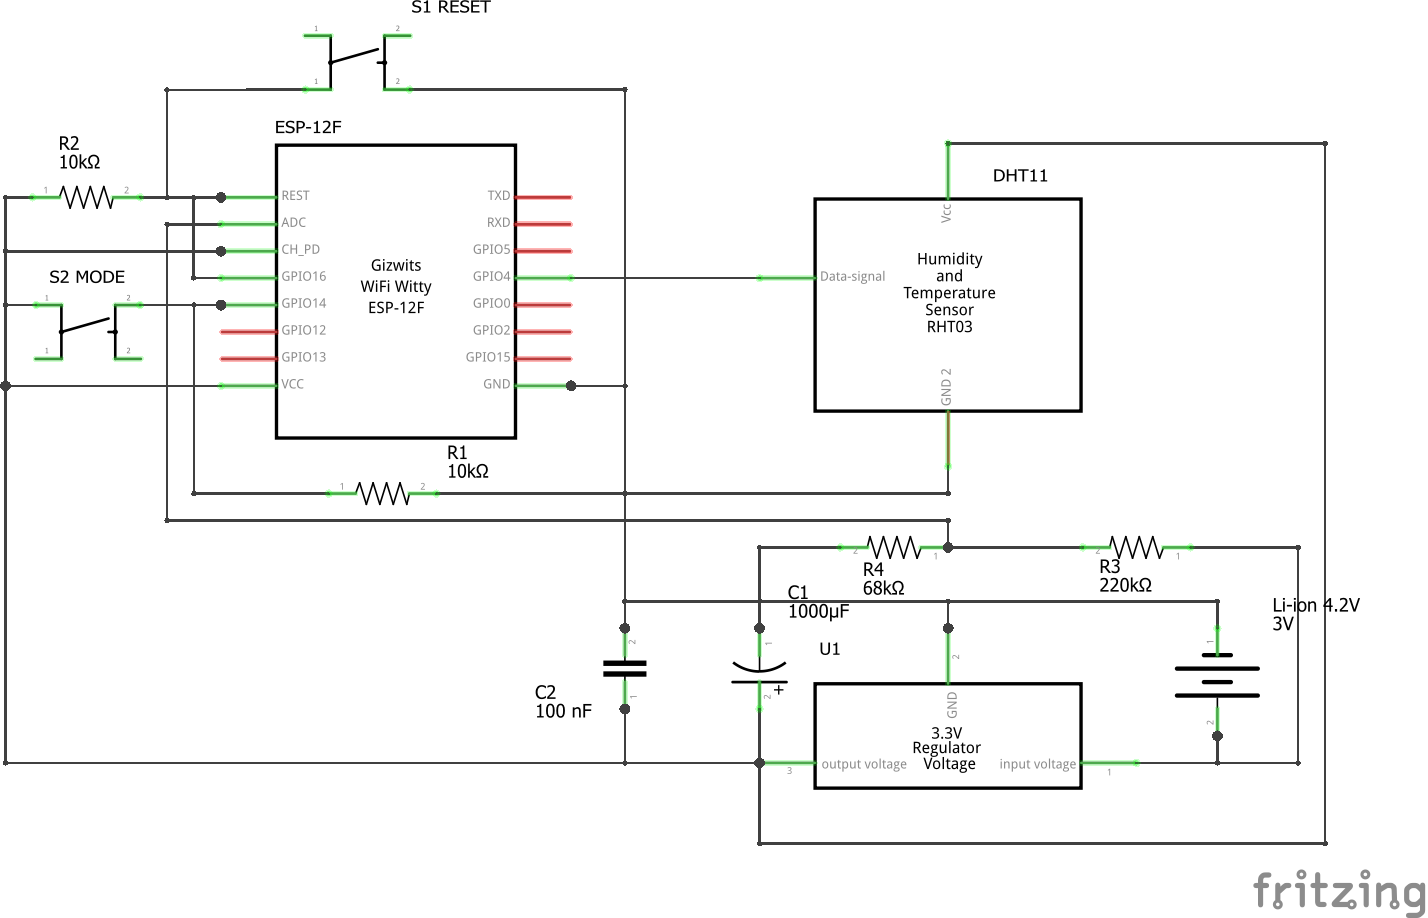 S1 RESET
1
2
1
2
ESP-12F
R2
10kΩ
1
2
REST
ADC
CH_PD
GPIO16
GPIO14
GPIO12
GPIO13
VCC
Gizwits
WiFi Witty
ESP-12F
TXD
RXD
GPIO5
GPIO4
GPIO0
GPIO2
GPIO15
GND
S2 MODE
1
2
1
2
DHT11
Vcc
Data-signal
Humidity
and
Temperature
Sensor
RHT03
GND 2
R1
10kΩ
1
2
2
1
R4
68kΩ
2
1
R3
220kΩ
C1
1000µF
1
2
+
U1
Li-ion 4.2V
3V
1
2
C2
100 nF
2
1
2
GND
3.3V
Regulator
Voltage
output voltage
input voltage
3
1
fritzing